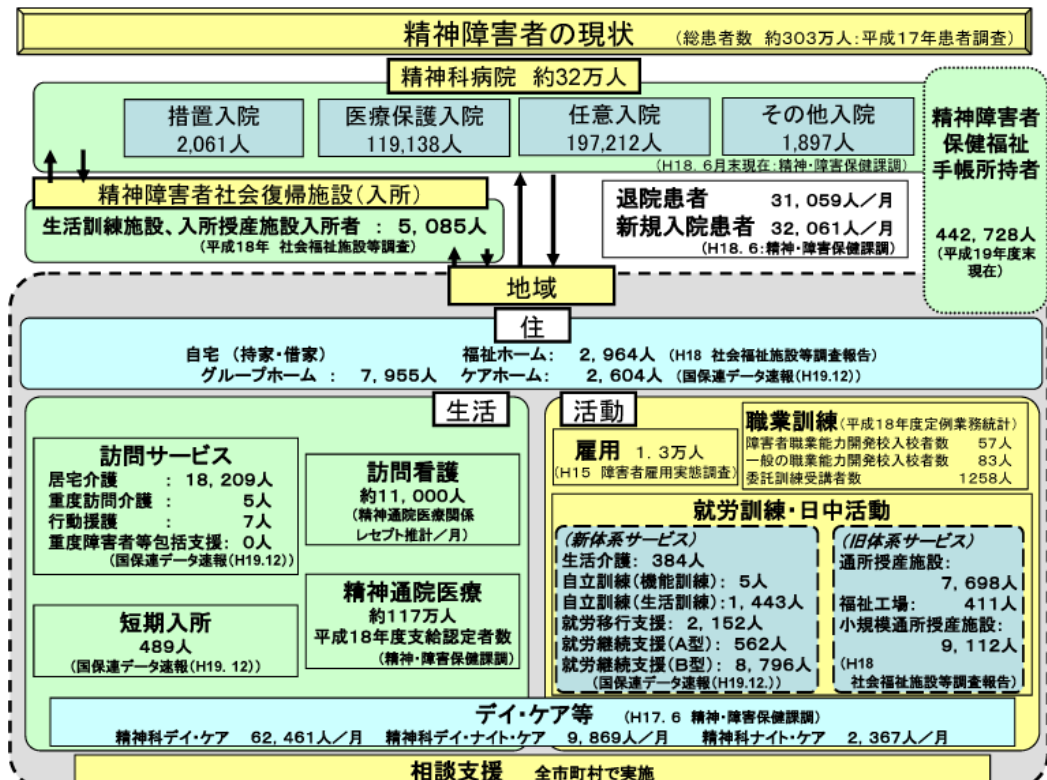 精神障害者の現状 (総患者数 約303万人:平成17年患者調査)
精神科病院 約32万人
措置入院
2,061人
医療保護入院
119,138人
任意入院
197,212人
その他入院
1,897人
(H18. 6月末現在:精神・障害保健課調)
精神障害者
保健福祉
手帳所持者
442, 728人
(平成19年度末
現在)
精神障害者社会復帰施設(入所)
生活訓練施設、入所授産施設入所者 : 5, 085人
(平成18年 社会福祉施設等調査)
退院患者 31, 059人/月
新規入院患者 32, 061人/月
(H18. 6:精神・障害保健課調)
地域
住
自宅 (持家・借家) 福祉ホーム: 2, 964人 (H18 社会福祉施設等調査報告)
グループホーム : 7, 955人 ケアホーム: 2, 604人 (国保連データ速報(H19.12))
生活
訪問サービス
居宅介護 : 18, 209人
重度訪問介護 : 5人
行動援護 : 7人
重度障害者等包括支援: 0人
(国保連データ速報(H19.12))
訪問看護
約11, 000人
(精神通院医療関係
レセプト推計/月)
短期入所
489人
(国保連データ速報(H19. 12))
精神通院医療
約117万人
平成18年度支給認定者数
(精神・障害保健課調)
活動
雇用 1. 3万人
(H15 障害者雇用実態調査)
職業訓練(平成18年度定例業務統計)
障害者職業能力開発校入校者数 57人
一般の職業能力開発校入校者数 83人
委託訓練受講者数 1258人
就労訓練・日中活動
(新体系サービス)
生活介護: 384人
自立訓練(機能訓練): 5人
自立訓練(生活訓練):1, 443人
就労移行支援: 2, 152人
就労継続支援(A型): 562人
就労継続支援(B型): 8, 796人
(国保連データ速報(H19.12.))
(旧体系サービス)
通所授産施設:
7, 698人
福祉工場: 411人
小規模通所授産施設:
9, 112人
(H18
社会福祉施設等調査報告)
デイ・ケア等 (H17. 6 精神・障害保健課調)
精神科デイ・ケア 62, 461人/月 精神科デイ・ナイト・ケア 9, 869人/月 精神科ナイト・ケア 2, 367人/月
相談支援 全市町村で実施